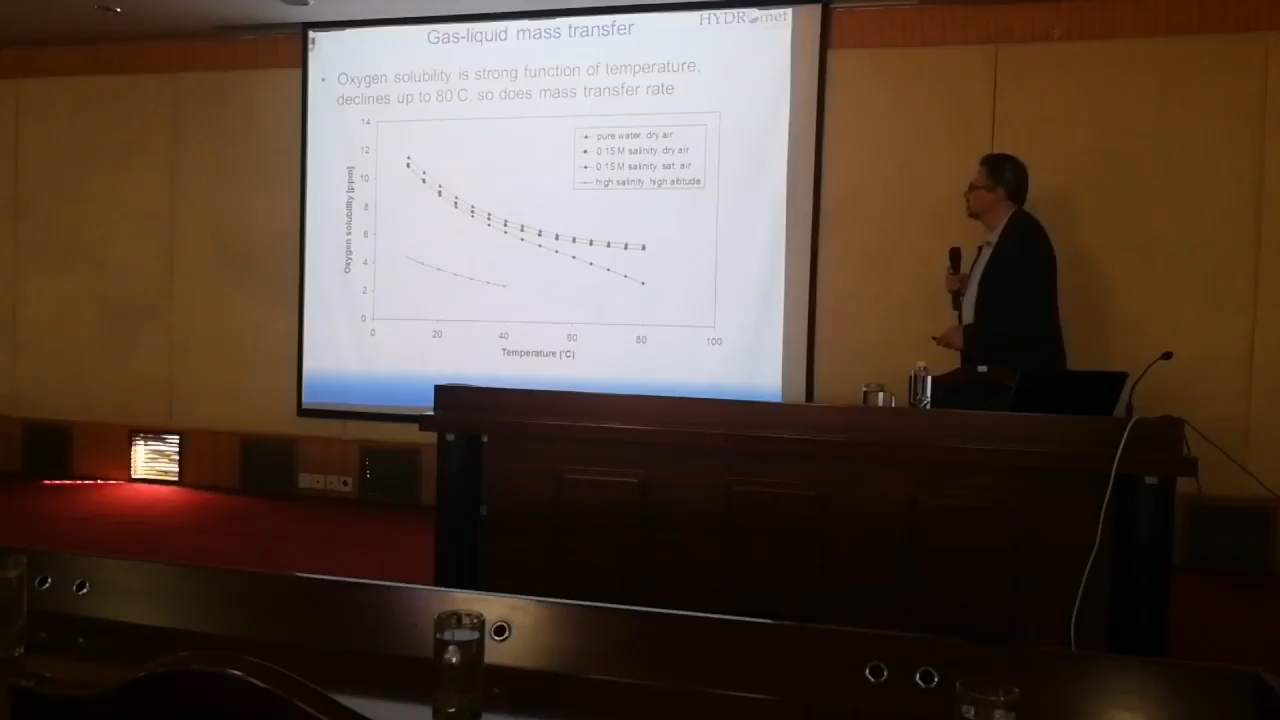 HYDROmet
Gas-liquid mass transfer
• Oxygen solubility is strong function of temperature,
declines up to 80°C, so does mass transfer rate
14
12
10
8
6
4
2
0
Oxygen solubility [ppm]
pure water, dry air
0.15 M salinity, dry air
0.15 M salinity, sat. air
high salinity, high altitude
0 20 40 60 80 100
Temperature (°C)